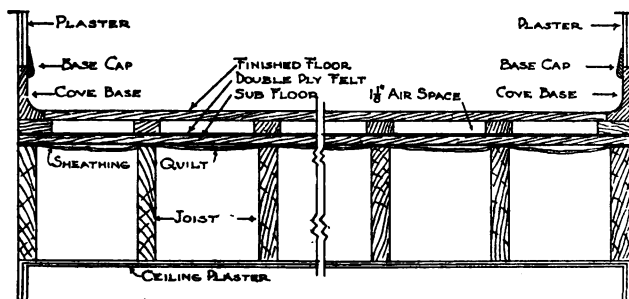 PLASTER
PLASTER
BASE CAP
BASE CAP
FINISHED FLOOR
DOUBLE PLY FELT
COVE BASE
SUB FLOOR
1⅛" AIR SPACE
COVE BASE
SHEATHING
QUILT
JOIST
CEILING PLASTER